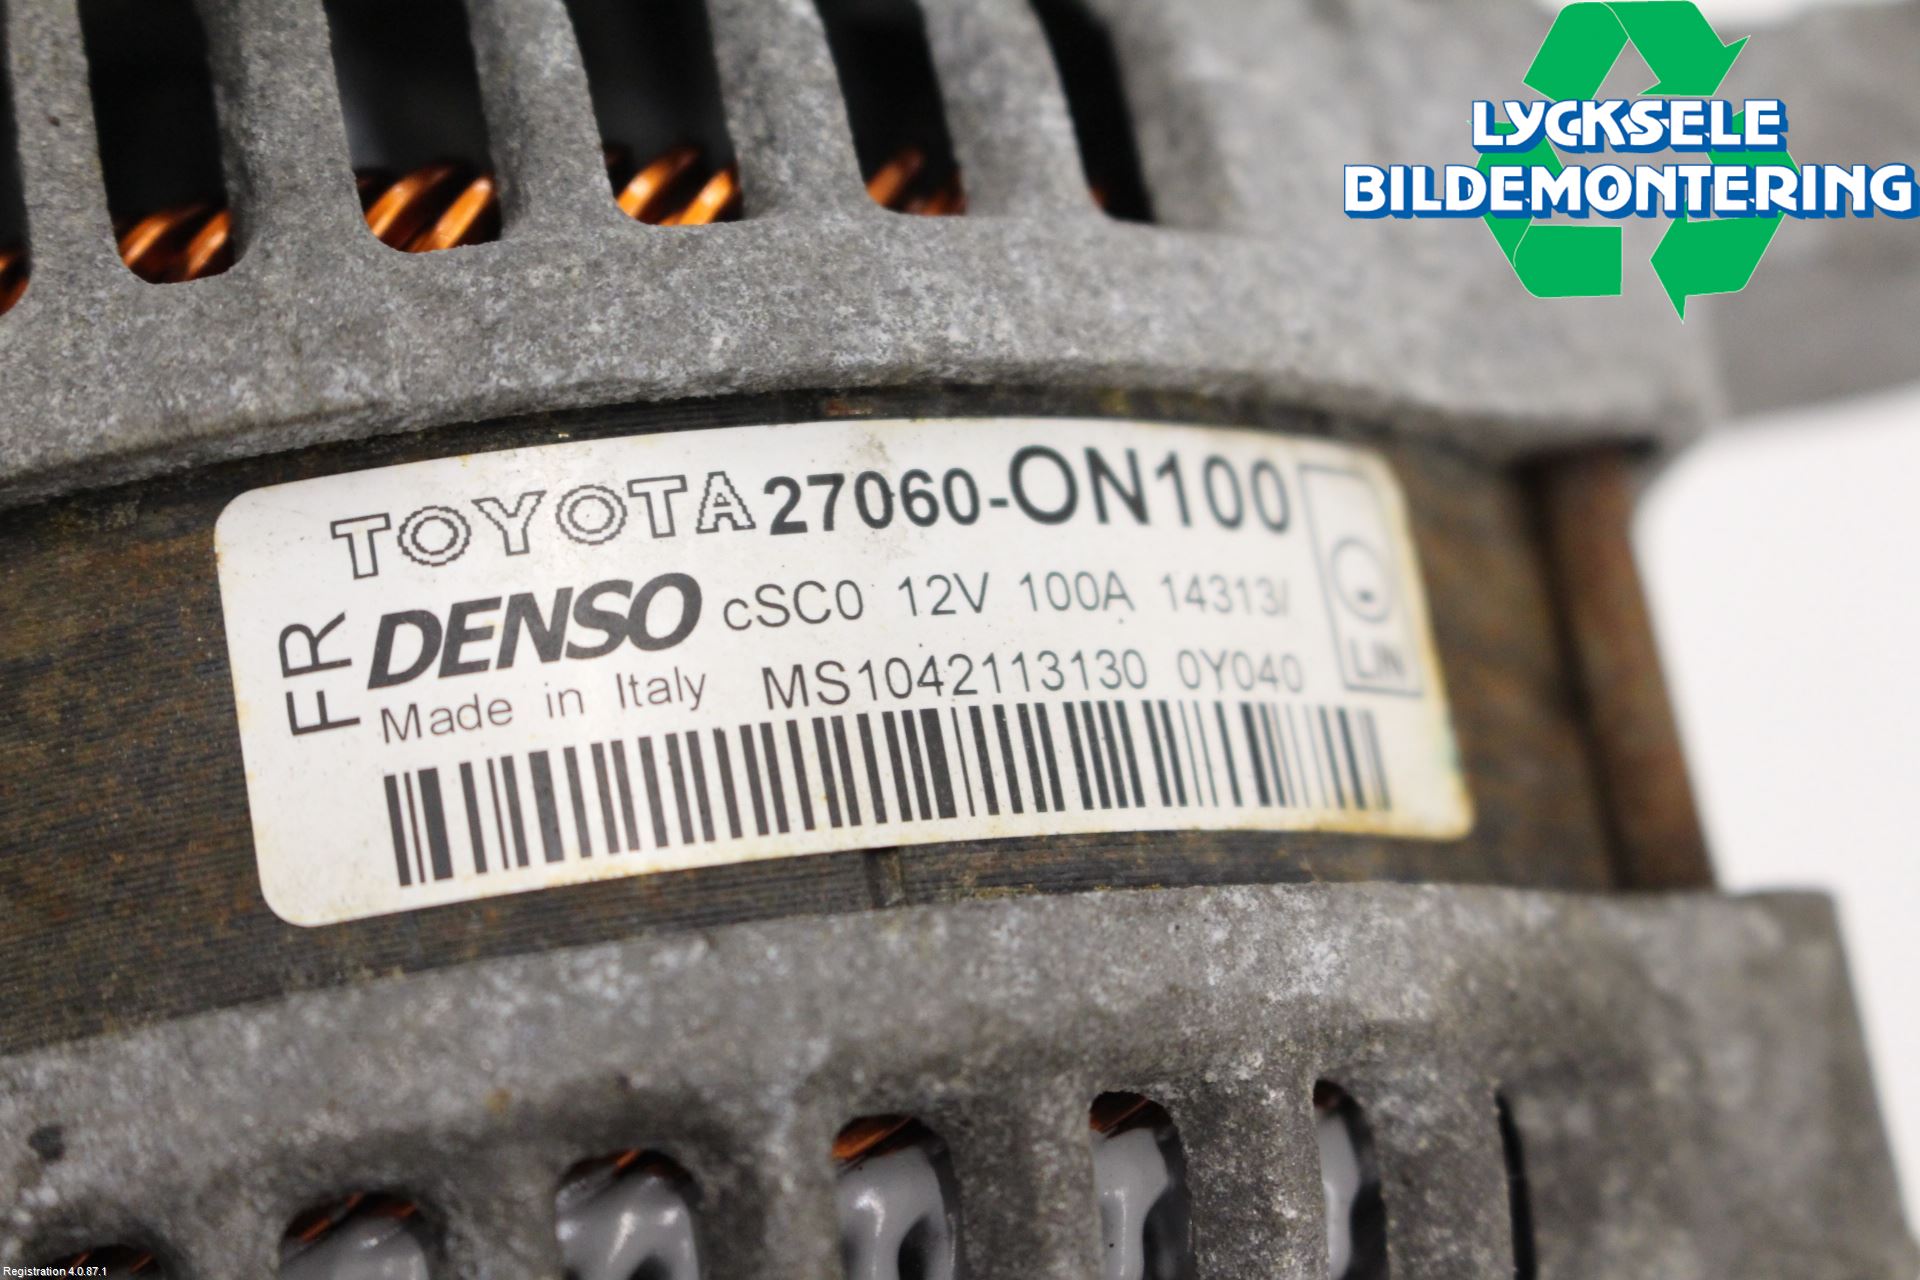 LYCKSELE
BILDEMONTERING
TOYOTA 27060-ON100
FR
DENSO cSC0 12V 100A 14313/
Made in Italy MS1042113130 0Y040
LIN
Registration 4.0.87.1